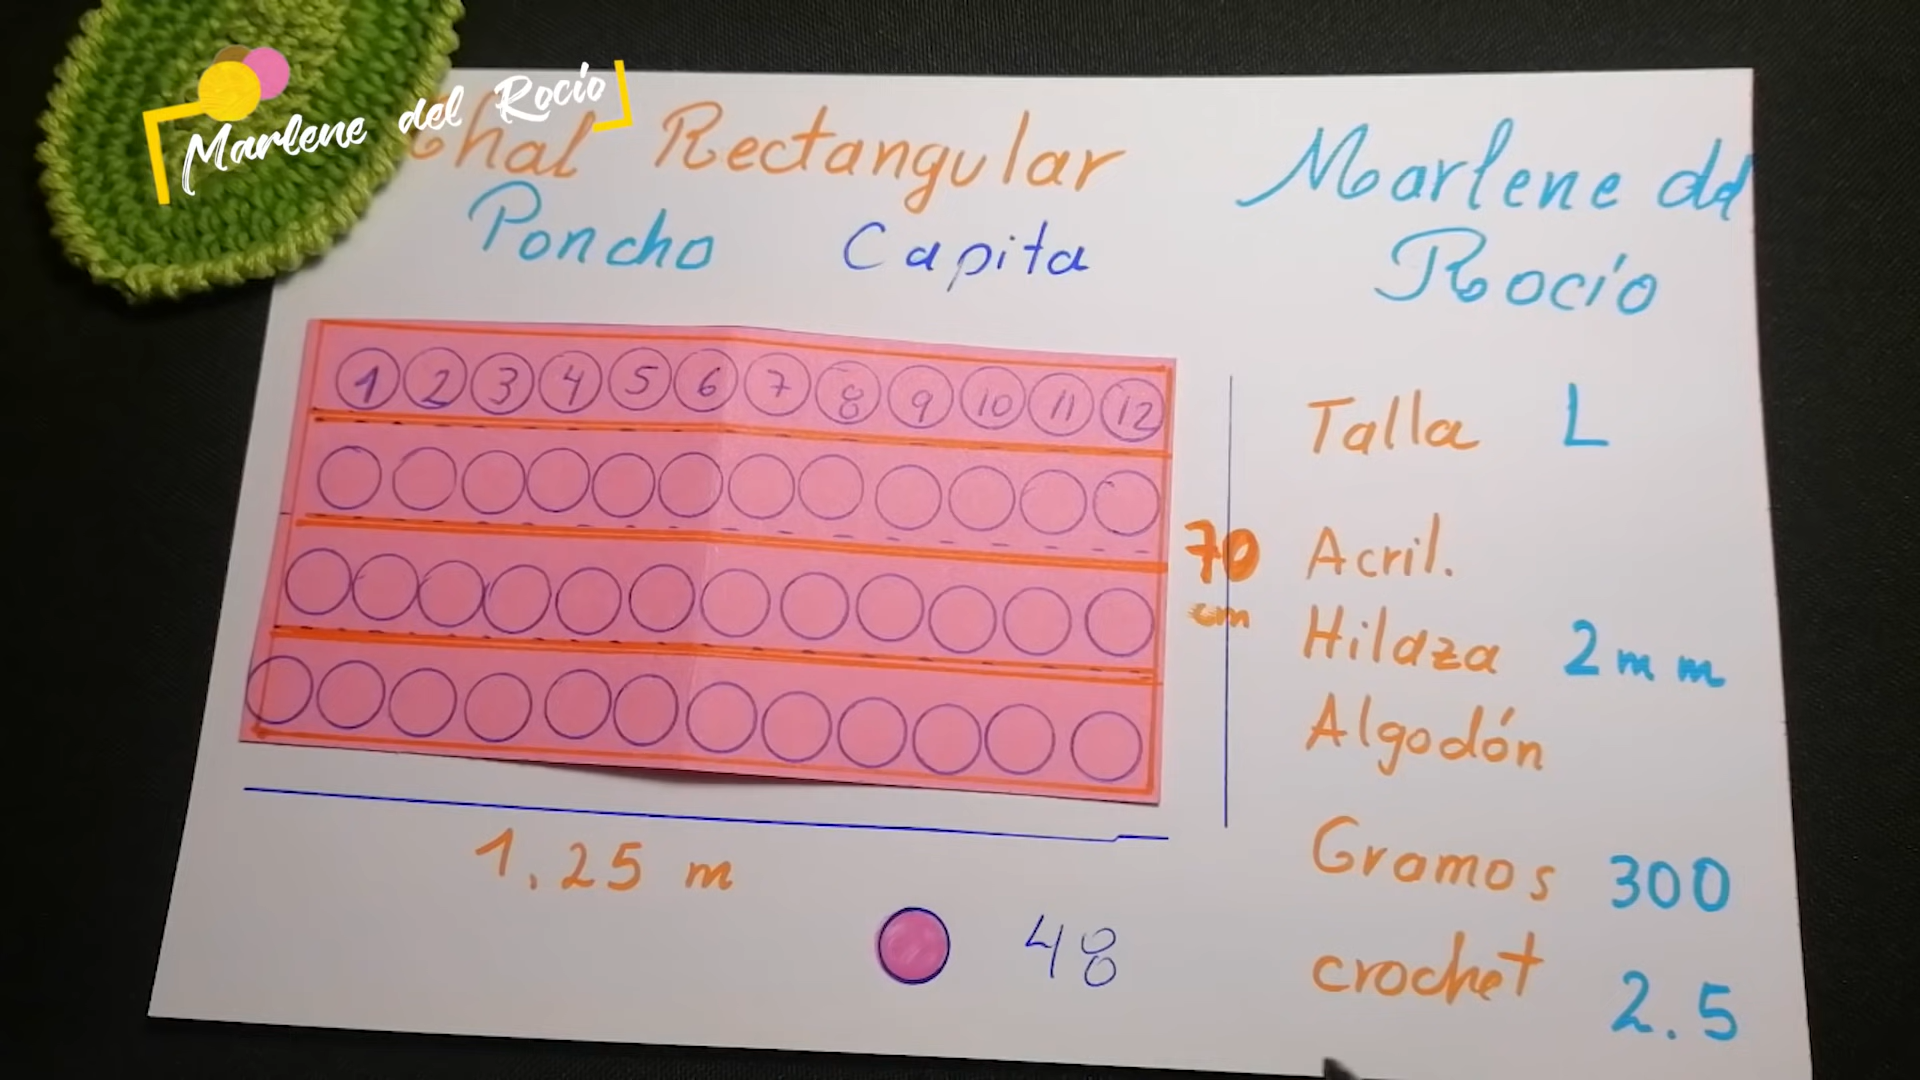 Marlene del Rocío
Chal Rectangular
Poncho Capita
Marlene del
Rocío
1 2 3 4 5 6 7 8 9 10 11 12
70
cm
1,25 m
48
Talla L
Acril.
Hilaza 2mm
Algodón
Gramos 300
crochet 2.5